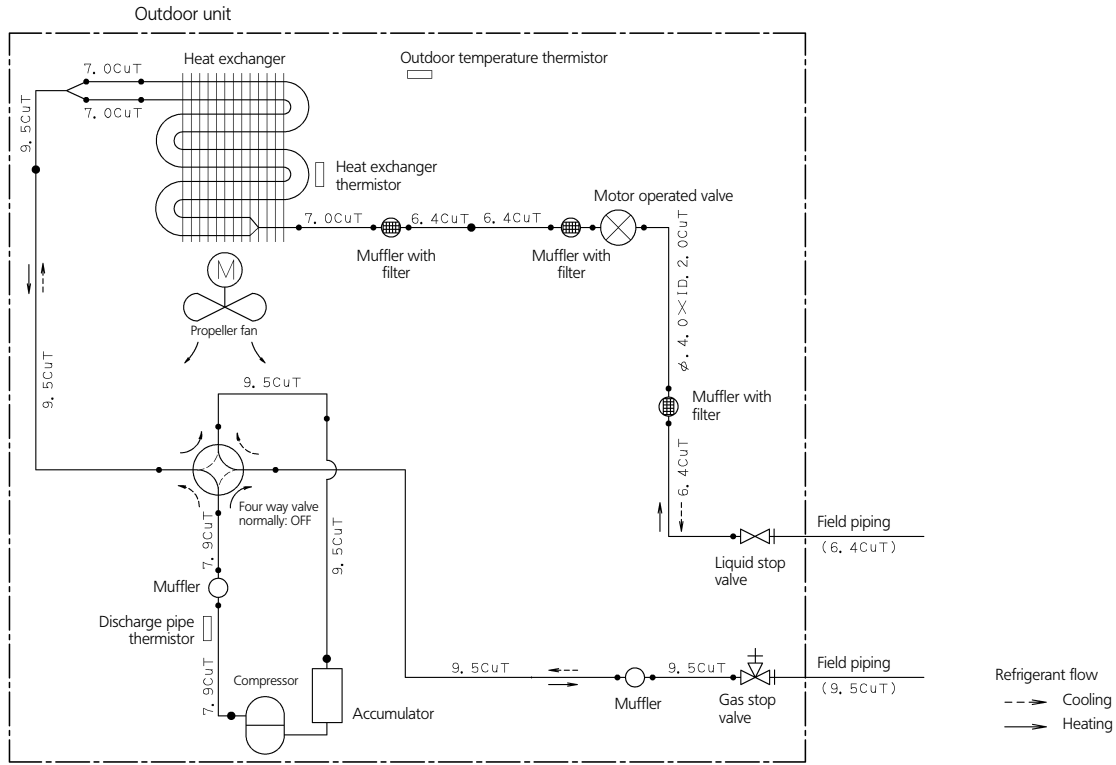 Outdoor unit
Heat exchanger
Outdoor temperature thermistor
7.0CuT
7.0CuT
9.5CuT
Heat exchanger
thermistor
Motor operated valve
7.0CuT
6.4CuT
6.4CuT
Muffler with
filter
Muffler with
filter
ø.4.0×ID.2.0CuT
M
Propeller fan
9.5CuT
9.5CuT
Muffler with
filter
6.4CuT
Four way valve
normally: OFF
7.9CuT
9.5CuT
Field piping
(6.4CuT)
Liquid stop
valve
Muffler
Discharge pipe
thermistor
7.9CuT
Compressor
Accumulator
9.5CuT
9.5CuT
Muffler
Gas stop
valve
Field piping
(9.5CuT)
Refrigerant flow
Cooling
Heating